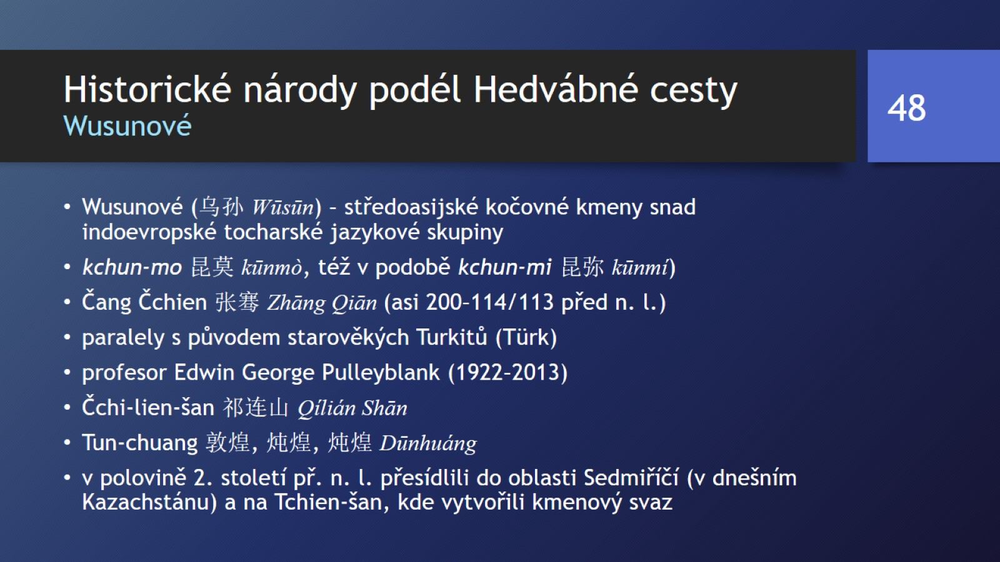 Historické národy podél Hedvábné cesty
Wusunové
48
• Wusunové (乌孙 Wūsūn) – středoasijské kočovné kmeny snad
indoevropské tocharské jazykové skupiny
• kchun-mo 昆莫 kūnmò, též v podobě kchun-mi 昆弥 kūnmí)
• Čang Čchien 张骞 Zhāng Qiān (asi 200–114/113 před n. l.)
• paralely s původem starověkých Turkitů (Türk)
• profesor Edwin George Pulleyblank (1922–2013)
• Čchi-lien-šan 祁连山 Qílián Shān
• Tun-chuang 敦煌, 炖煌, 炖煌 Dūnhuáng
• v polovině 2. století př. n. l. přesídlili do oblasti Sedmiříčí (v dnešním
Kazachstánu) a na Tchien-šan, kde vytvořili kmenový svaz